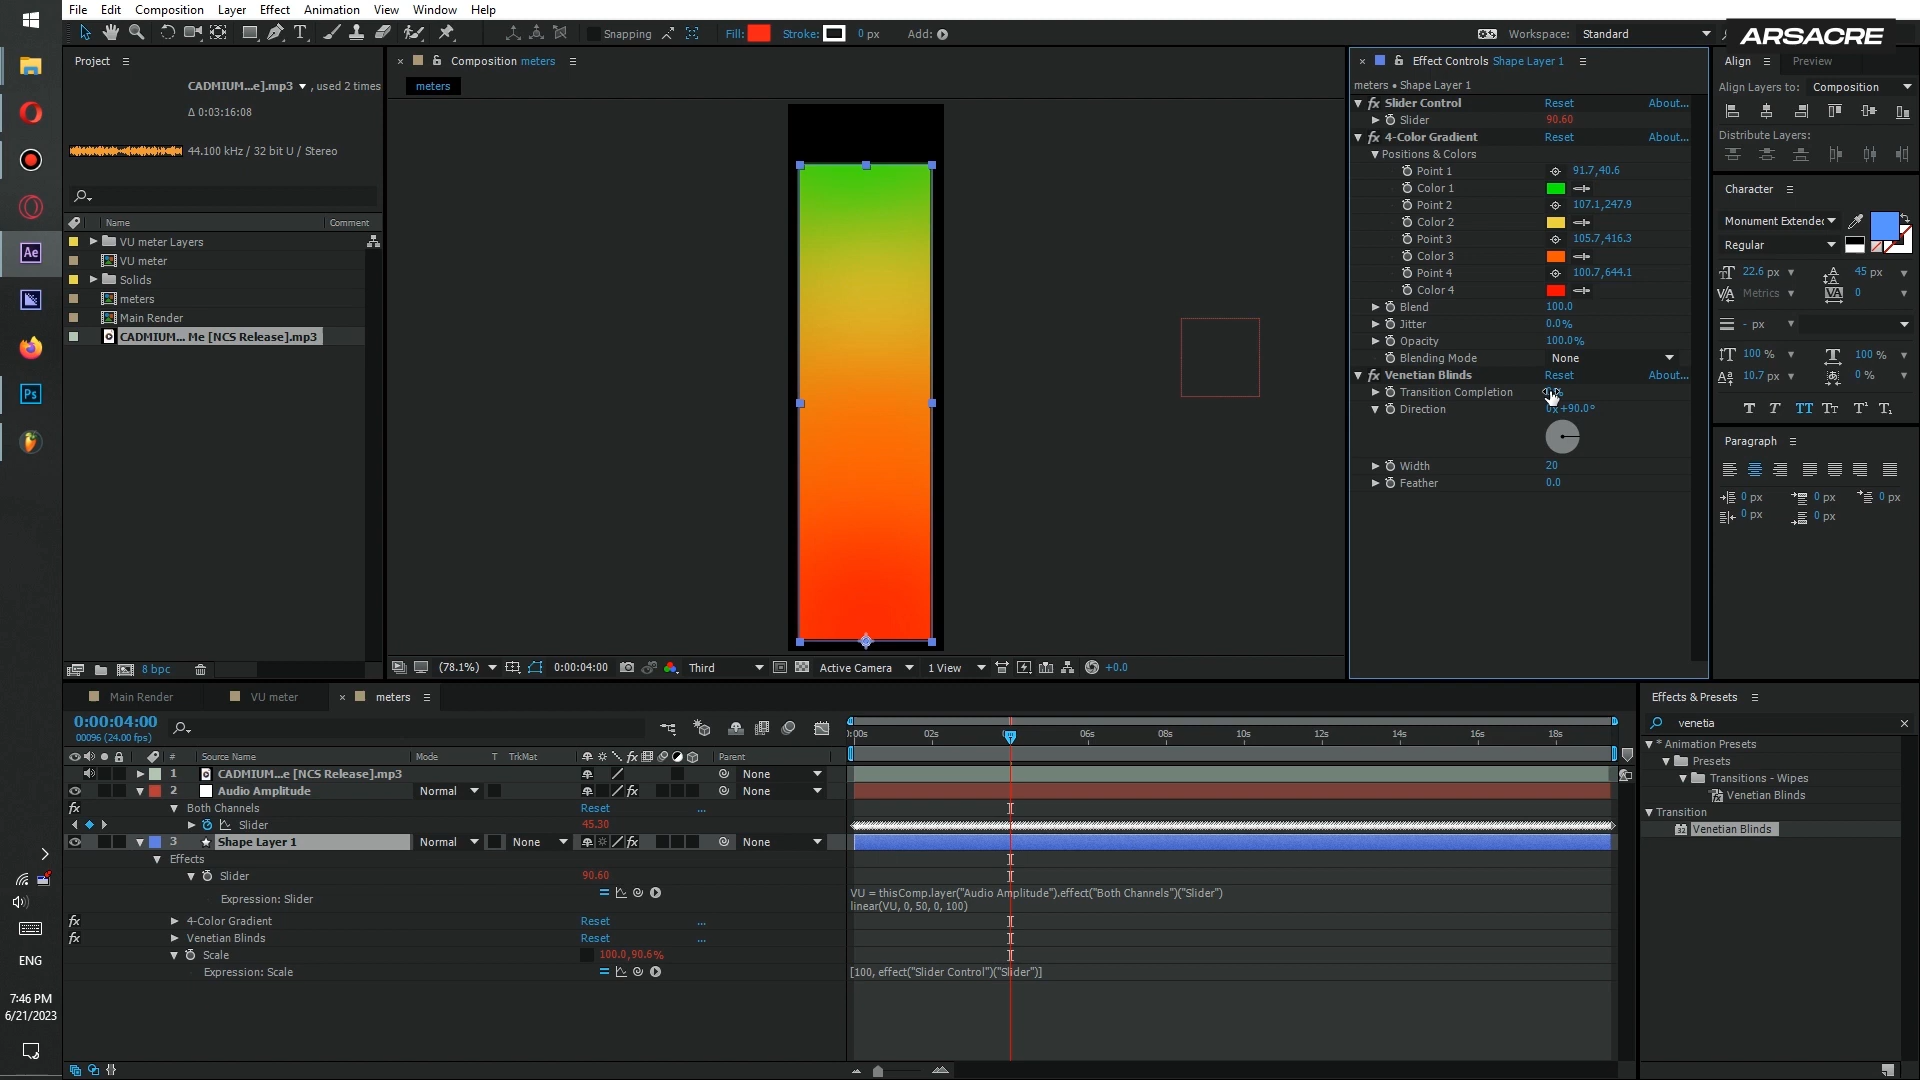 File Edit Composition Layer Effect Animation View Window Help
Snapping
Fill: Stroke: 0 px Add:
Workspace: Standard
ARSACRE
Project
CADMIUM...e].mp3 , used 2 times
Δ 0:03:16:08
44.100 kHz / 32 bit U / Stereo
Name Comment
VU meter Layers
VU meter
Solids
meters
Main Render
CADMIUM... Me [NCS Release].mp3
8 bpc
Composition meters
meters
(78.1%) 0:00:04:00 Third Active Camera 1 View +0.0
Effect Controls Shape Layer 1
meters • Shape Layer 1
fx Slider Control Reset About...
Slider 90.60
fx 4-Color Gradient Reset About...
Positions & Colors
Point 1 91.7,40.6
Color 1
Point 2 107.1,247.9
Color 2
Point 3 105.7,416.3
Color 3
Point 4 100.7,644.1
Color 4
Blend 100.0
Jitter 0.0%
Opacity 100.0%
Blending Mode None
fx Venetian Blinds Reset About...
Transition Completion
Direction 0x+90.0°
Width 20
Feather 0.0
Align Preview
Align Layers to: Composition
Distribute Layers:
Character
Monument Extended
Regular
22.6 px 45 px
Metrics 0
- px
100 % 100 %
10.7 px 0 %
Paragraph
0 px 0 px 0 px
0 px 0 px
Main Render VU meter meters
0:00:04:00
00096 (24.00 fps)
# Source Name Mode T TrkMat Parent
:00s 02s 06s 08s 10s 12s 14s 16s 18s
1 CADMIUM...e [NCS Release].mp3 None
2 Audio Amplitude Normal None
fx Both Channels Reset ...
Slider 45.30
3 Shape Layer 1 Normal None None
Effects
Slider 90.60
Expression: Slider
VU = thisComp.layer("Audio Amplitude").effect("Both Channels")("Slider")
linear(VU, 0, 50, 0, 100)
fx 4-Color Gradient Reset ...
fx Venetian Blinds Reset ...
Scale 100.0,90.6%
Expression: Scale
[100, effect("Slider Control")("Slider")]
Effects & Presets
venetia
* Animation Presets
Presets
Transitions - Wipes
Venetian Blinds
Transition
Venetian Blinds
Ae
Ps
ENG
7:46 PM
6/21/2023